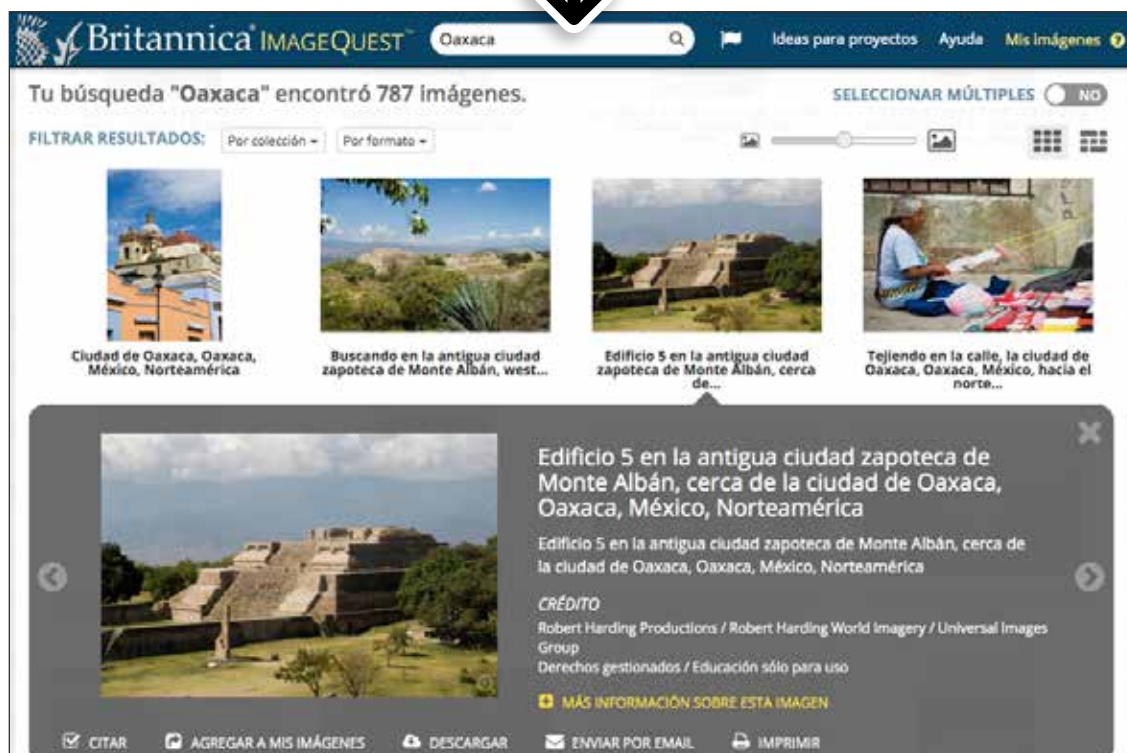 Britannica® IMAGEQUEST™ Oaxaca Ideas para proyectos Ayuda Mis imágenes ?
Tu búsqueda "Oaxaca" encontró 787 imágenes.
SELECCIONAR MÚLTIPLES NO
FILTRAR RESULTADOS: Por colección Por formato
Ciudad de Oaxaca, Oaxaca,
México, Norteamérica
Buscando en la antigua ciudad
zapoteca de Monte Albán, west...
Edificio 5 en la antigua ciudad
zapoteca de Monte Albán, cerca
de...
Tejiendo en la calle, la ciudad de
Oaxaca, Oaxaca, México, hacia el
norte...
Edificio 5 en la antigua ciudad zapoteca de
Monte Albán, cerca de la ciudad de Oaxaca,
Oaxaca, México, Norteamérica
Edificio 5 en la antigua ciudad zapoteca de Monte Albán, cerca de
la ciudad de Oaxaca, Oaxaca, México, Norteamérica
CRÉDITO
Robert Harding Productions / Robert Harding World Imagery / Universal Images
Group
Derechos gestionados / Educación sólo para uso
MÁS INFORMACIÓN SOBRE ESTA IMAGEN
CITAR AGREGAR A MIS IMÁGENES DESCARGAR ENVIAR POR EMAIL IMPRIMIR